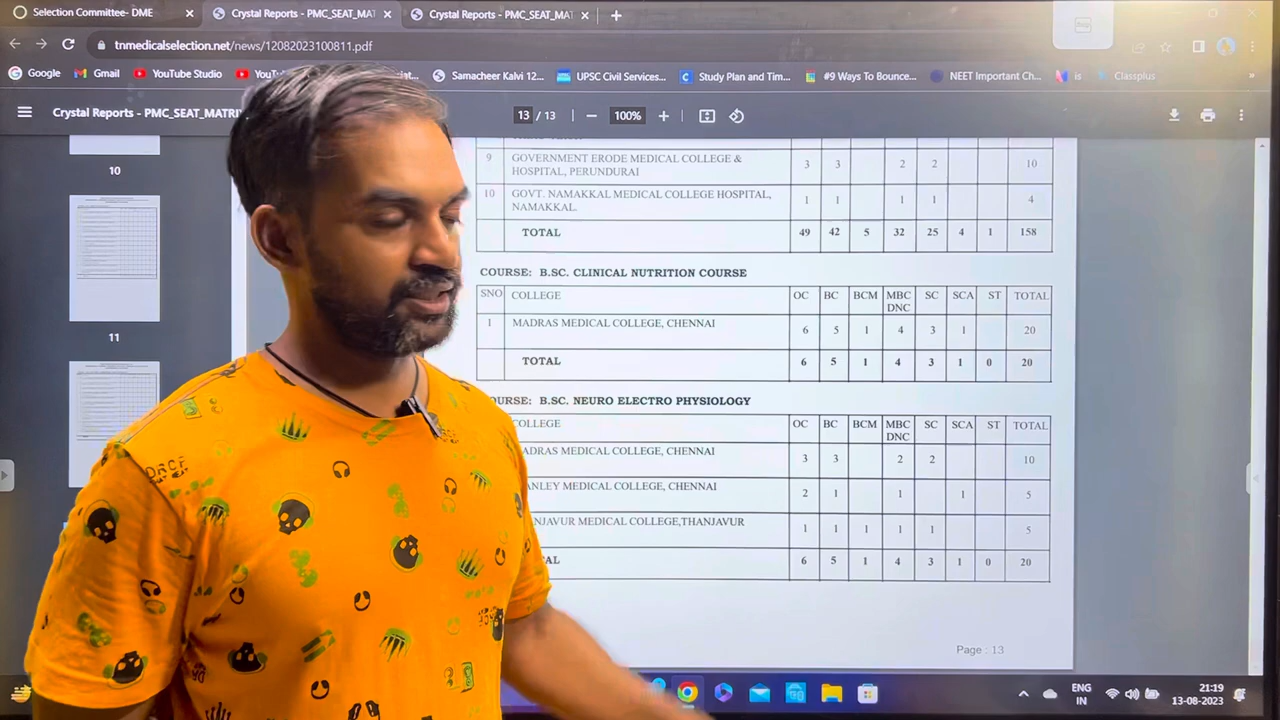 Selection Committee- DME
Crystal Reports - PMC_SEAT_MAT
Crystal Reports - PMC_SEAT_MAT
tnmedicalselection.net/news/12082023100811.pdf
Google
Gmail
YouTube Studio
Samacheer Kalvi 12...
UPSC Civil Services...
Study Plan and Tim...
#9 Ways To Bounce...
NEET Important Ch...
is
Classplus
Crystal Reports - PMC_SEAT_MATRI
13 / 13
100%
10
11
9 GOVERNMENT ERODE MEDICAL COLLEGE & HOSPITAL, PERUNDURAI 3 3 2 2 10
10 GOVT. NAMAKKAL MEDICAL COLLEGE HOSPITAL, NAMAKKAL. 1 1 1 1 4
TOTAL 49 42 5 32 25 4 1 158
COURSE: B.SC. CLINICAL NUTRITION COURSE
SNO COLLEGE OC BC BCM MBC DNC SC SCA ST TOTAL
1 MADRAS MEDICAL COLLEGE, CHENNAI 6 5 1 4 3 1 20
TOTAL 6 5 1 4 3 1 0 20
OURSE: B.SC. NEURO ELECTRO PHYSIOLOGY
OLLEGE OC BC BCM MBC DNC SC SCA ST TOTAL
ADRAS MEDICAL COLLEGE, CHENNAI 3 3 2 2 10
ANLEY MEDICAL COLLEGE, CHENNAI 2 1 1 1 5
ANJAVUR MEDICAL COLLEGE,THANJAVUR 1 1 1 1 1 5
AL 6 5 1 4 3 1 0 20
Page : 13
ENG
IN
21:19
13-08-2023